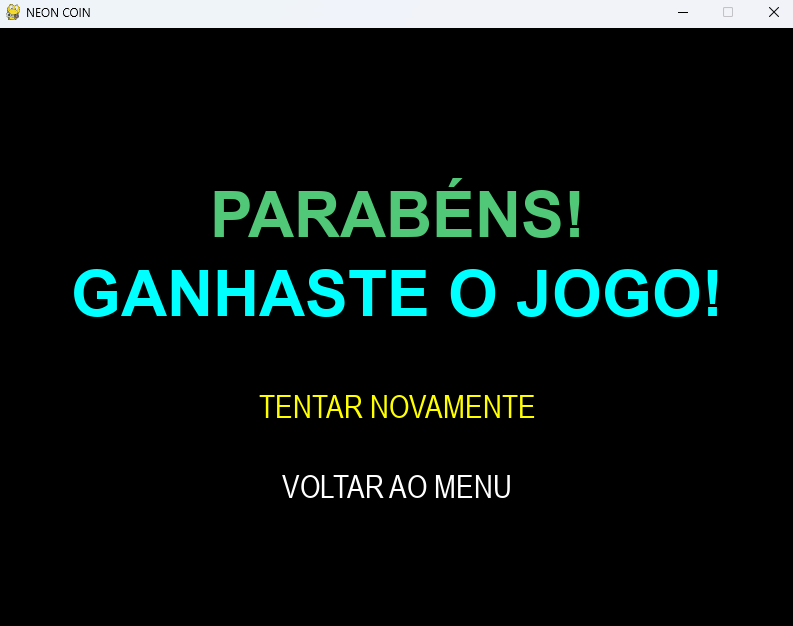 NEON COIN
PARABÉNS!
GANHASTE O JOGO!
TENTAR NOVAMENTE
VOLTAR AO MENU